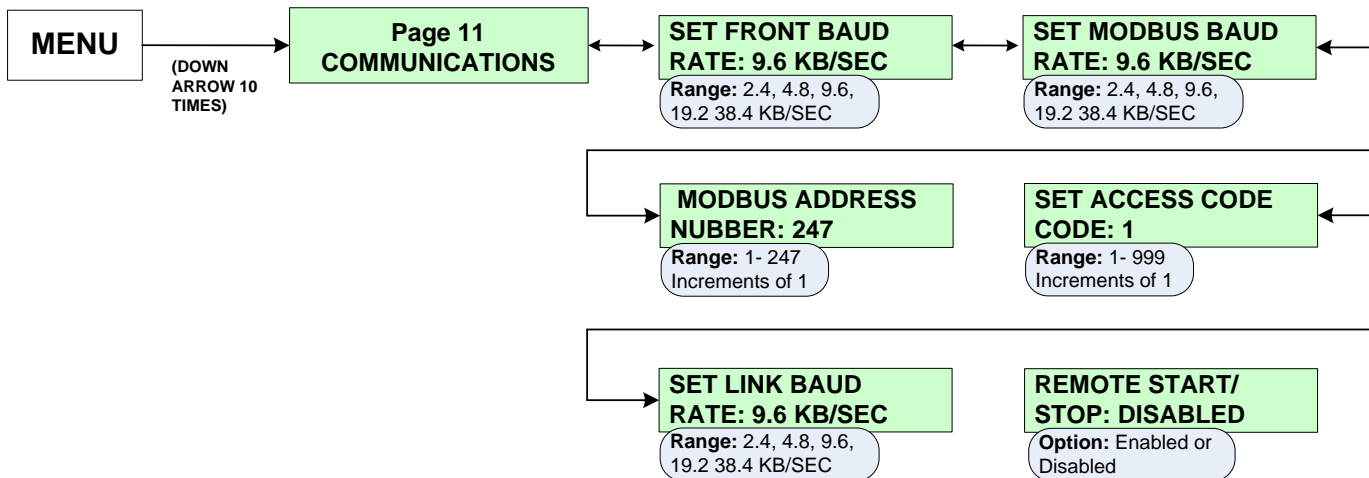 MENU
(DOWN
ARROW 10
TIMES)
Page 11
COMMUNICATIONS
SET FRONT BAUD
RATE: 9.6 KB/SEC
Range: 2.4, 4.8, 9.6,
19.2 38.4 KB/SEC
SET MODBUS BAUD
RATE: 9.6 KB/SEC
Range: 2.4, 4.8, 9.6,
19.2 38.4 KB/SEC
MODBUS ADDRESS
NUBBER: 247
Range: 1- 247
Increments of 1
SET ACCESS CODE
CODE: 1
Range: 1- 999
Increments of 1
SET LINK BAUD
RATE: 9.6 KB/SEC
Range: 2.4, 4.8, 9.6,
19.2 38.4 KB/SEC
REMOTE START/
STOP: DISABLED
Option: Enabled or
Disabled